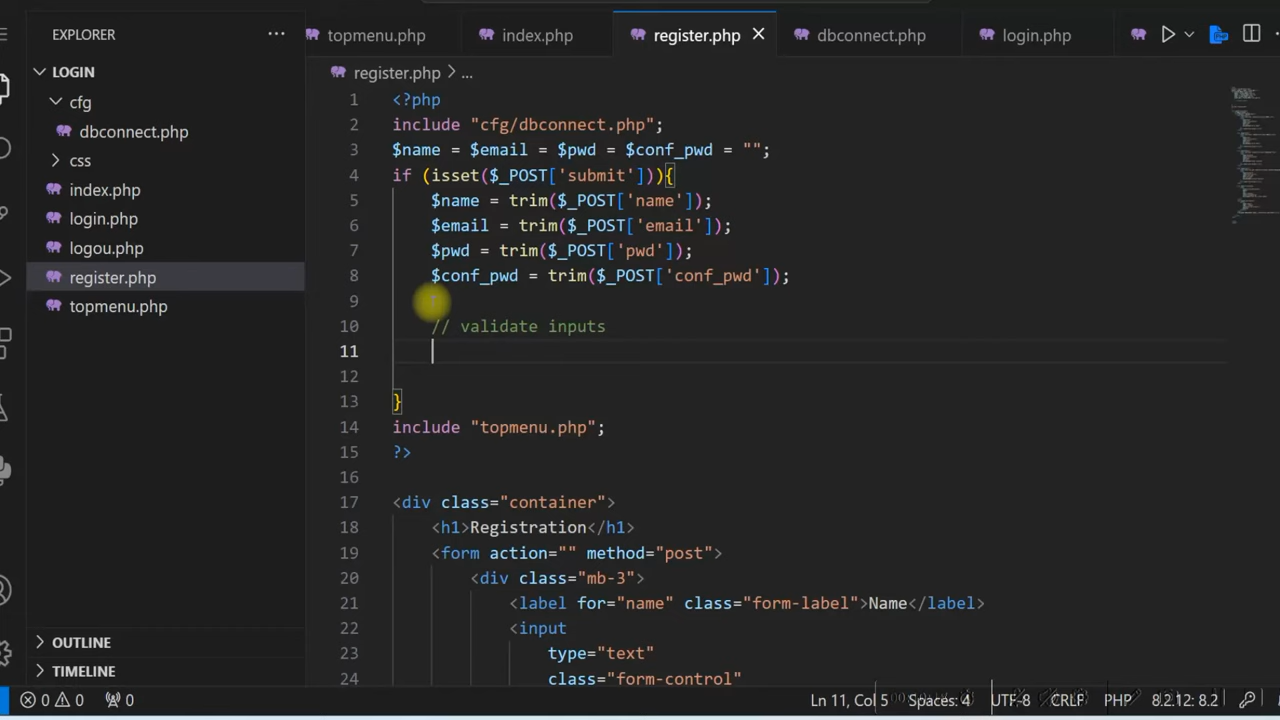 EXPLORER
LOGIN
cfg
dbconnect.php
css
index.php
login.php
logou.php
register.php
topmenu.php
OUTLINE
TIMELINE
topmenu.php
index.php
register.php
dbconnect.php
login.php
register.php > ...
1 <?php
2 include "cfg/dbconnect.php";
3 $name = $email = $pwd = $conf_pwd = "";
4 if (isset($_POST['submit'])){
5 $name = trim($_POST['name']);
6 $email = trim($_POST['email']);
7 $pwd = trim($_POST['pwd']);
8 $conf_pwd = trim($_POST['conf_pwd']);
9
10 // validate inputs
11
12
13 }
14 include "topmenu.php";
15 ?>
16
17 <div class="container">
18 <h1>Registration</h1>
19 <form action="" method="post">
20 <div class="mb-3">
21 <label for="name" class="form-label">Name</label>
22 <input
23 type="text"
24 class="form-control"
0 0 0 Ln 11, Col 5 Spaces: 4 UTF-8 CRLF PHP 8.2.12: 8.2